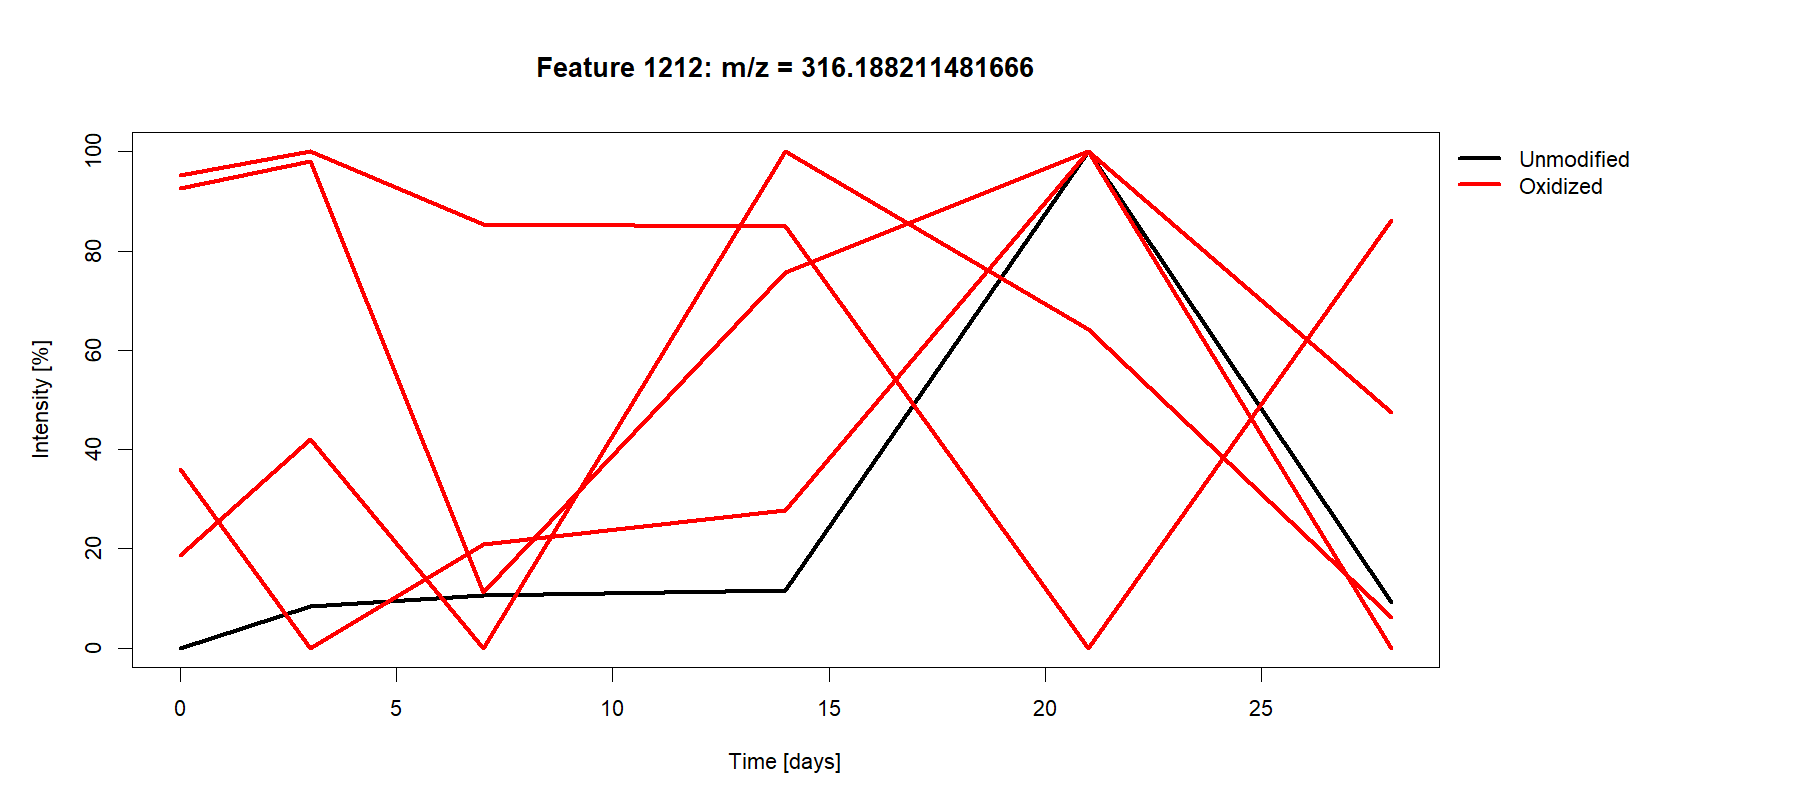 Feature 1212: m/z = 316.188211481666
Unmodified
Oxidized
Intensity [%]
100
80
60
40
20
0
0 5 10 15 20 25
Time [days]